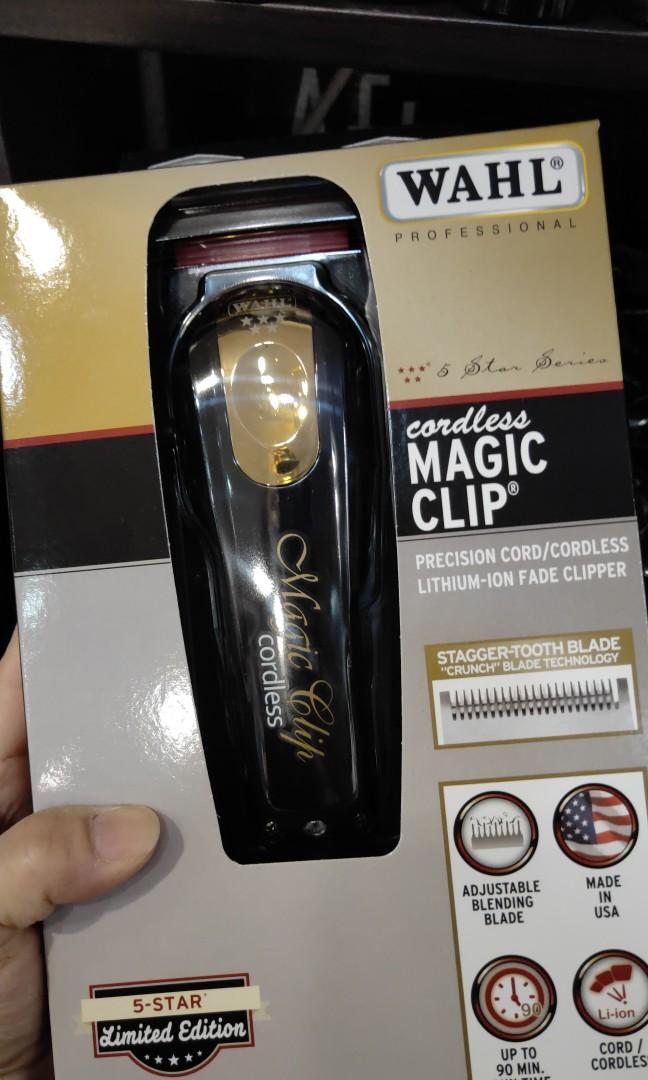 WAHL®
PROFESSIONAL
5 Star Series
cordless
MAGIC
CLIP®
PRECISION CORD/CORDLESS
LITHIUM-ION FADE CLIPPER
STAGGER-TOOTH BLADE
"CRUNCH" BLADE TECHNOLOGY
WAHL
Magic Clip
cordless
ADJUSTABLE
BLENDING
BLADE
MADE
IN
USA
90
UP TO
90 MIN.
Li-ion
CORD /
CORDLESS
5-STAR
Limited Edition